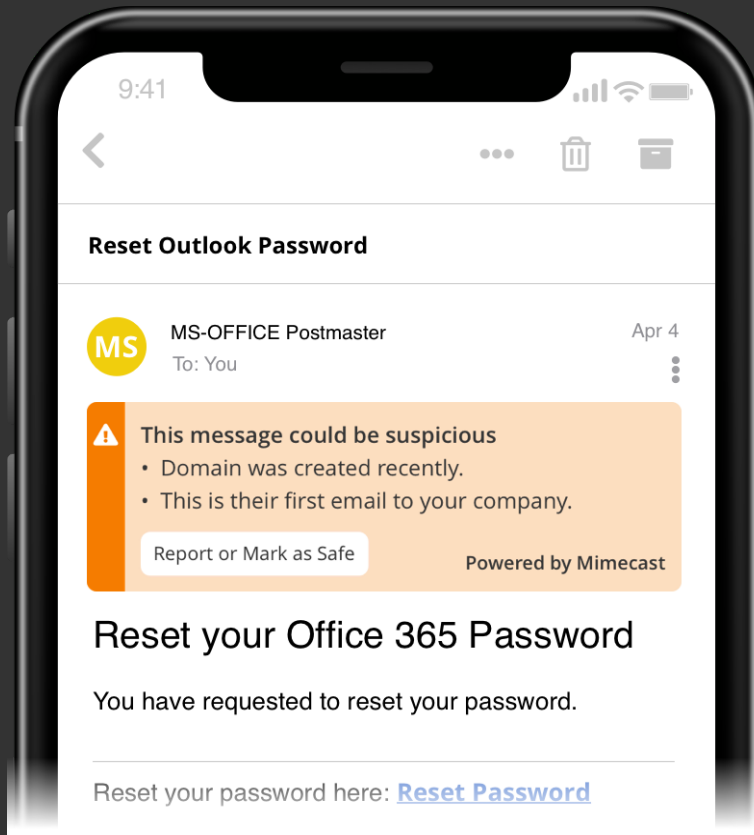 9:41
Reset Outlook Password
MS
MS-OFFICE Postmaster
Apr 4
To: You
This message could be suspicious
• Domain was created recently.
• This is their first email to your company.
Report or Mark as Safe
Powered by Mimecast
Reset your Office 365 Password
You have requested to reset your password.
Reset your password here: Reset Password